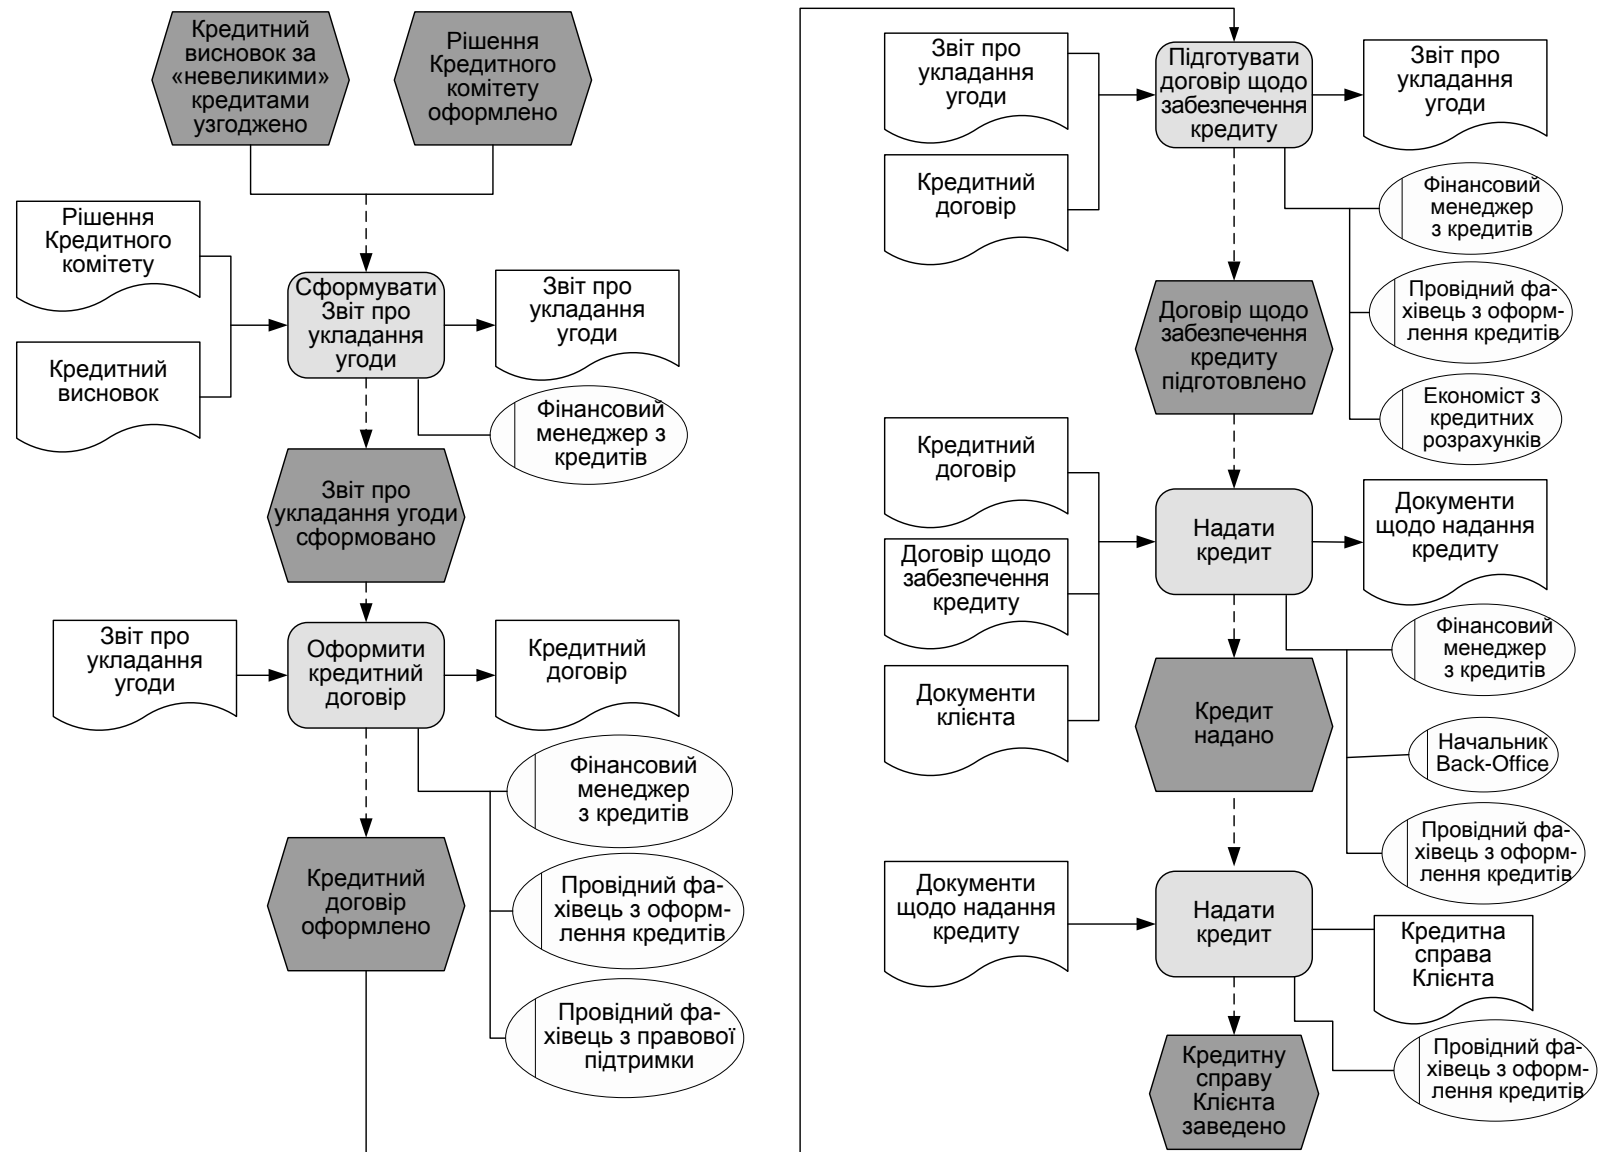 Кредитний
висновок за
«невеликими»
кредитами
узгоджено
Рішення
Кредитного
комітету
оформлено
Рішення
Кредитного
комітету
Кредитний
висновок
Сформувати
Звіт про
укладання
угоди
Звіт про
укладання
угоди
Фінансовий
менеджер з
кредитів
Звіт про
укладання угоди
сформовано
Звіт про
укладання
угоди
Оформити
кредитний
договір
Кредитний
договір
Фінансовий
менеджер
з кредитів
Провідний фа-
хівець з оформ-
лення кредитів
Провідний фа-
хівець з правової
підтримки
Кредитний
договір
оформлено
Звіт про
укладання
угоди
Кредитний
договір
Підготувати
договір щодо
забезпечення
кредиту
Звіт про
укладання
угоди
Фінансовий
менеджер
з кредитів
Провідний фа-
хівець з оформ-
лення кредитів
Економіст з
кредитних
розрахунків
Договір щодо
забезпечення
кредиту
підготовлено
Кредитний
договір
Договір щодо
забезпечення
кредиту
Документи
клієнта
Надати
кредит
Документи
щодо надання
кредиту
Фінансовий
менеджер
з кредитів
Начальник
Back-Office
Провідний фа-
хівець з оформ-
лення кредитів
Кредит
надано
Документи
щодо надання
кредиту
Надати
кредит
Кредитна
справа
Клієнта
Провідний фа-
хівець з оформ-
лення кредитів
Кредитну
справу
Клієнта
заведено